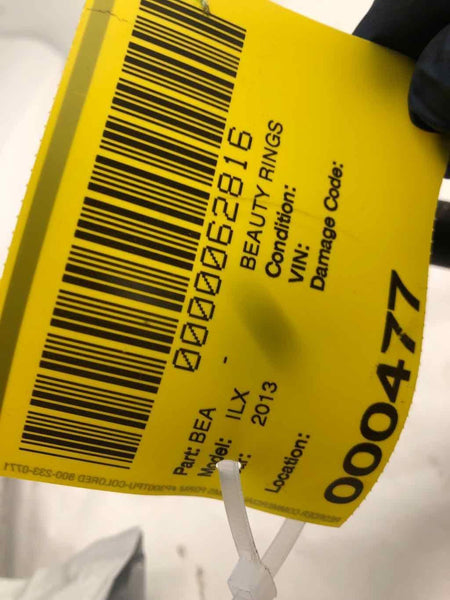 0000062816
Part: BEA - BEAUTY RINGS
Model: ILX Condition:
r: 2013 VIN:
Damage Code:
Location:
000477